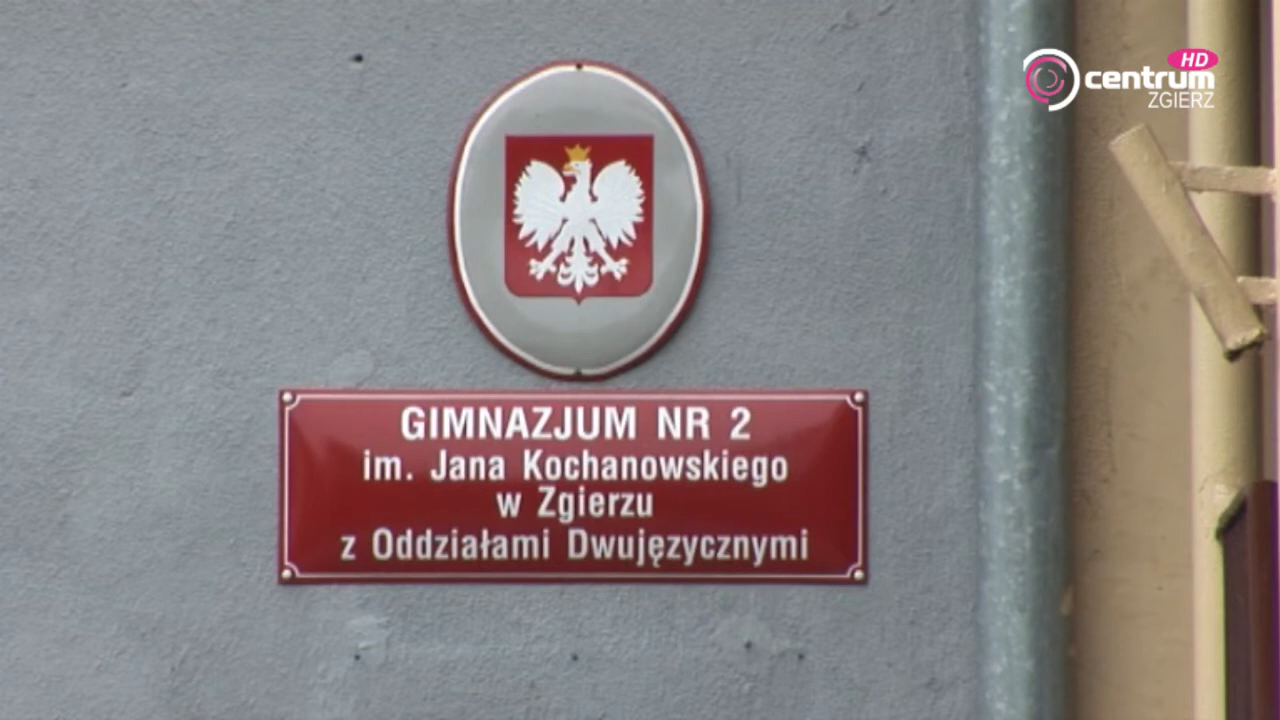 HD
centrum
ZGIERZ
GIMNAZJUM NR 2
im. Jana Kochanowskiego
w Zgierzu
z Oddziałami Dwujęzycznymi